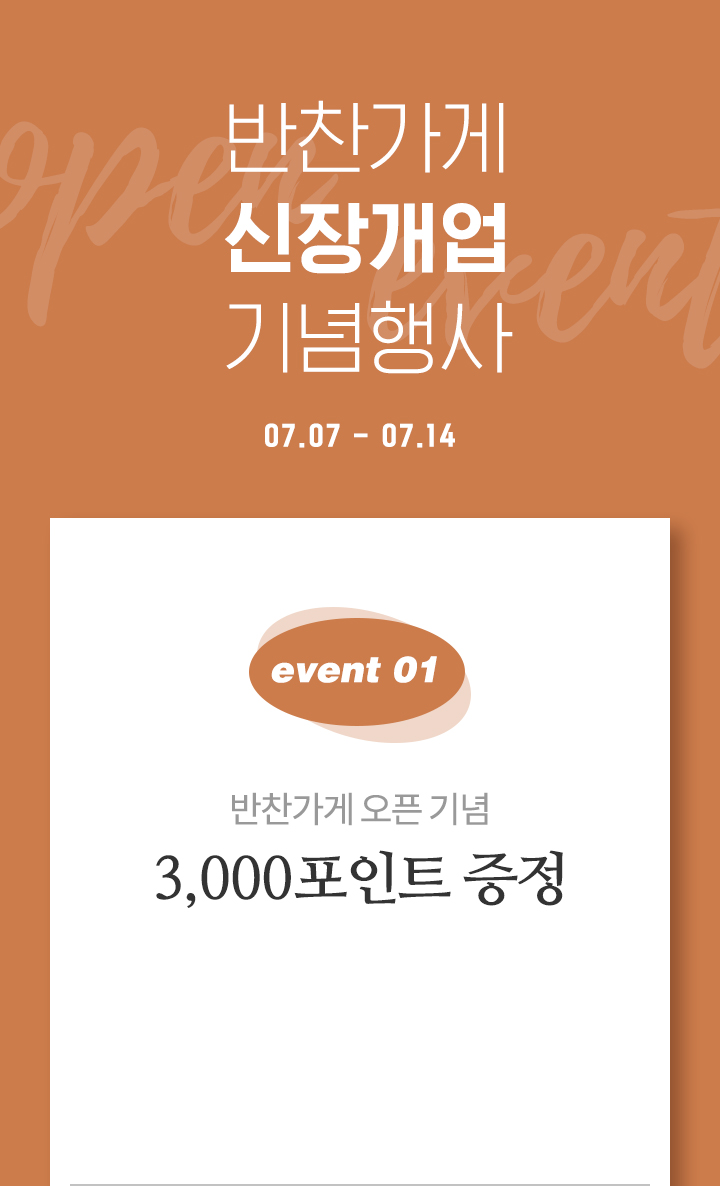 open
event
반찬가게
신장개업
기념행사
07.07 - 07.14
event 01
반찬가게 오픈 기념
3,000포인트 증정